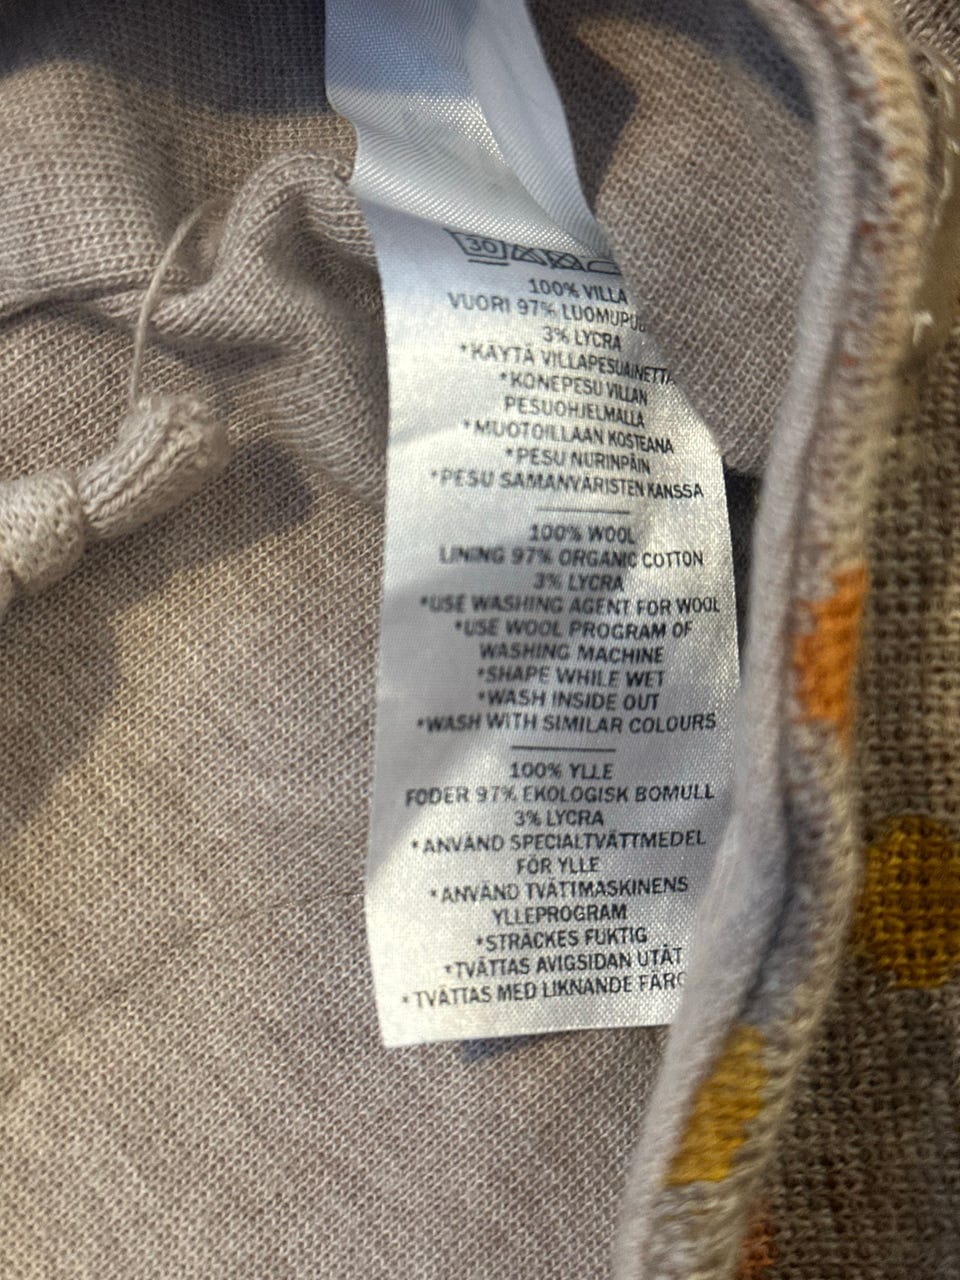 30
100% VILLA
VUORI 97% LUOMUPU
3% LYCRA
*KÄYTÄ VILLAPESUAINETTA
*KONEPESU VILLAN
PESUOHJELMALLA
*MUOTOILLAAN KOSTEANA
*PESU NURINPÄIN
*PESU SAMANVÄRISTEN KANSSA
100% WOOL
LINING 97% ORGANIC COTTON
3% LYCRA
*USE WASHING AGENT FOR WOOL
*USE WOOL PROGRAM OF
WASHING MACHINE
*SHAPE WHILE WET
*WASH INSIDE OUT
*WASH WITH SIMILAR COLOURS
100% YLLE
FODER 97% EKOLOGISK BOMULL
3% LYCRA
*ANVÄND SPECIALTVÄTTMEDEL
FÖR YLLE
*ANVÄND TVÄTTMASKINENS
YLLEPROGRAM
*STRÄCKES FUKTIG
*TVÄTTAS AVIGSIDAN UTÅT
*TVÄTTAS MED LIKNANDE FÄRG